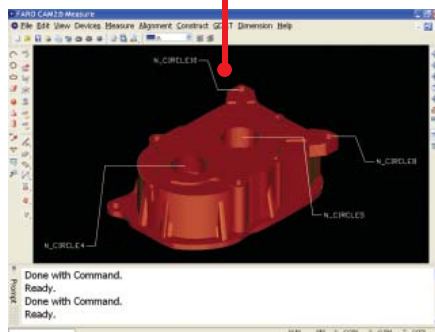 FARO CAM2 Measure
File Edit View Devices Measure Alignment Construct GD&T Dimension Help
N_CIRCLE10
N_CIRCLE8
N_CIRCLE5
N_CIRCLE4
Prompt
Done with Command.
Ready.
Done with Command.
Ready.